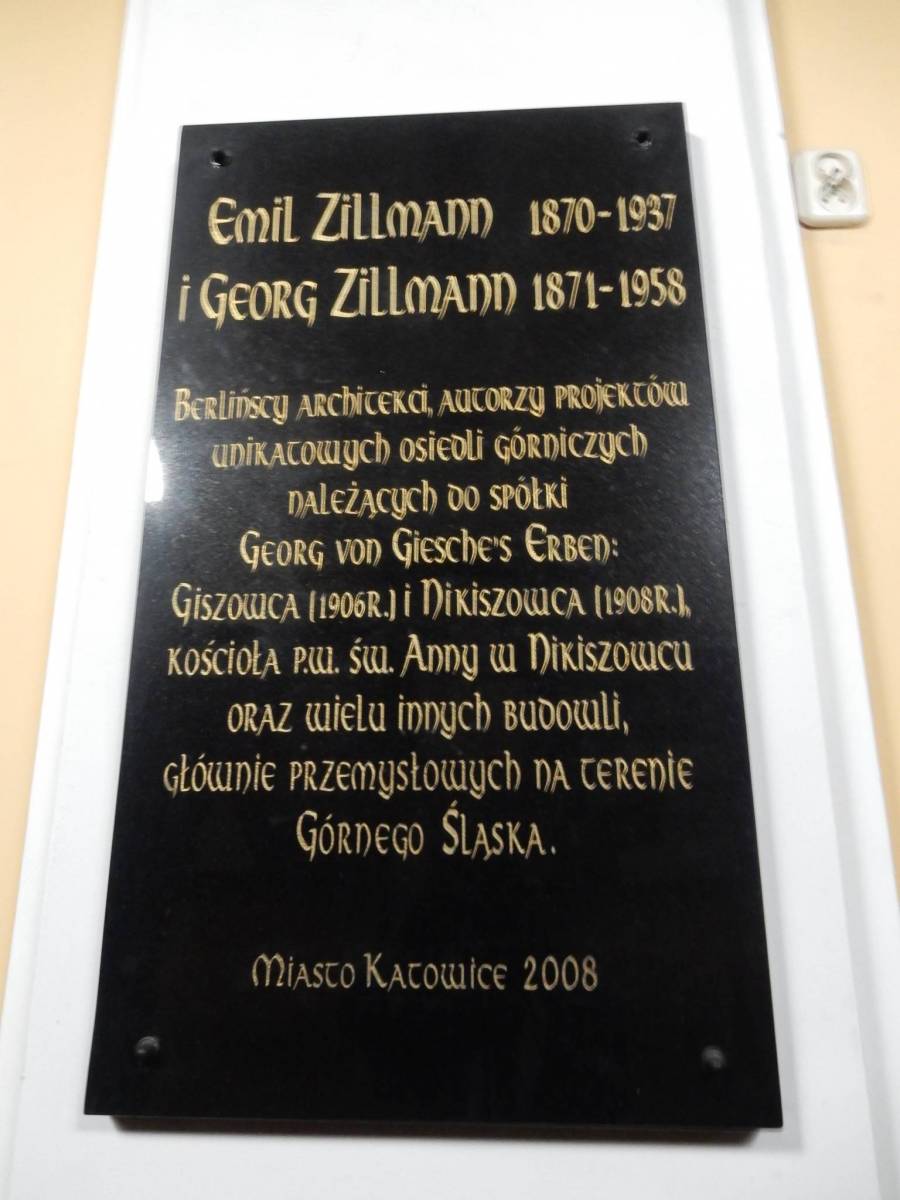 Emil Zillmann 1870-1937
i Georg Zillmann 1871-1958
Berlińscy architekci, autorzy projektów
unikatowych osiedli górniczych
należących do spółki
Georg von Giesche's Erben:
Giszowca (1906r.) i Nikiszowca (1908r.),
kościoła p.w. św. Anny w Nikiszowcu
oraz wielu innych budowli,
głównie przemysłowych na terenie
Górnego Śląska.
Miasto Katowice 2008